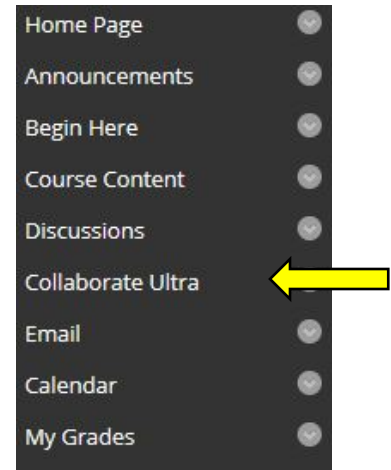 Home Page
Announcements
Begin Here
Course Content
Discussions
Collaborate Ultra
Email
Calendar
My Grades